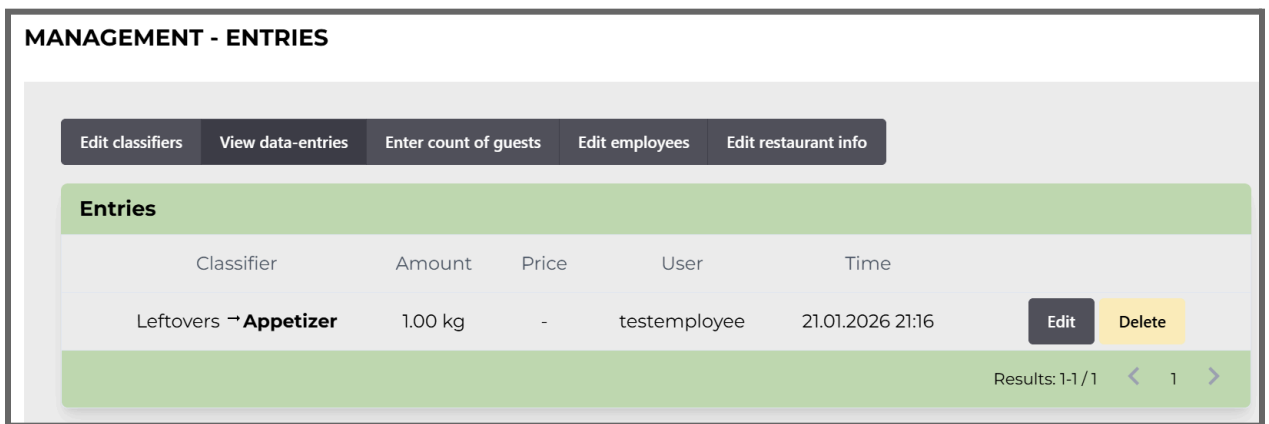 MANAGEMENT - ENTRIES
Edit classifiers View data-entries Enter count of guests Edit employees Edit restaurant info
Entries
Classifier Amount Price User Time
Leftovers → Appetizer 1.00 kg - testemployee 21.01.2026 21:16 Edit Delete
Results: 1-1 / 1 1